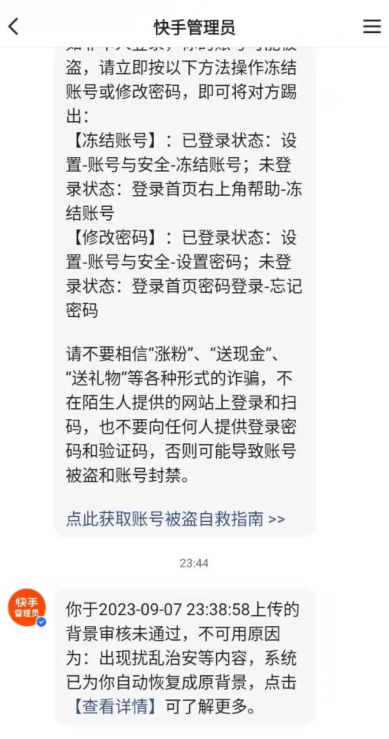 快手管理员
盗，请立即按以下方法操作冻结
账号或修改密码，即可将对方踢
出：
【冻结账号】：已登录状态：设
置-账号与安全-冻结账号；未登
录状态：登录首页右上角帮助-冻
结账号
【修改密码】：已登录状态：设
置-账号与安全-设置密码；未登
录状态：登录首页密码登录-忘记
密码
请不要相信“涨粉”、“送现金”、
“送礼物”等各种形式的诈骗，不
在陌生人提供的网站上登录和扫
码，也不要向任何人提供登录密
码和验证码，否则可能导致账号
被盗和账号封禁。
点此获取账号被盗自救指南 >>
23:44
快手
管理员
你于2023-09-07 23:38:58上传的
背景审核未通过，不可用原因
为：出现扰乱治安等内容，系统
已为你自动恢复成原背景，点击
【查看详情】可了解更多。